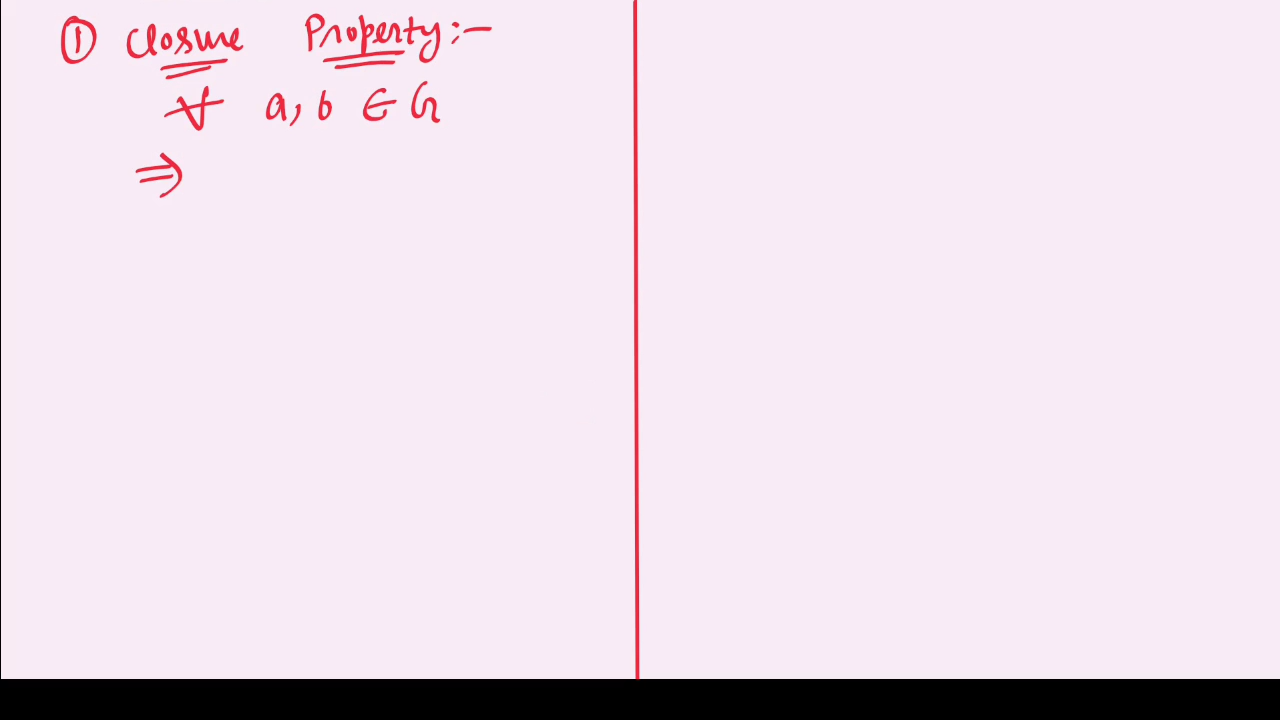 ① Closure Property :-
∀ a, b ∈ G
⇒